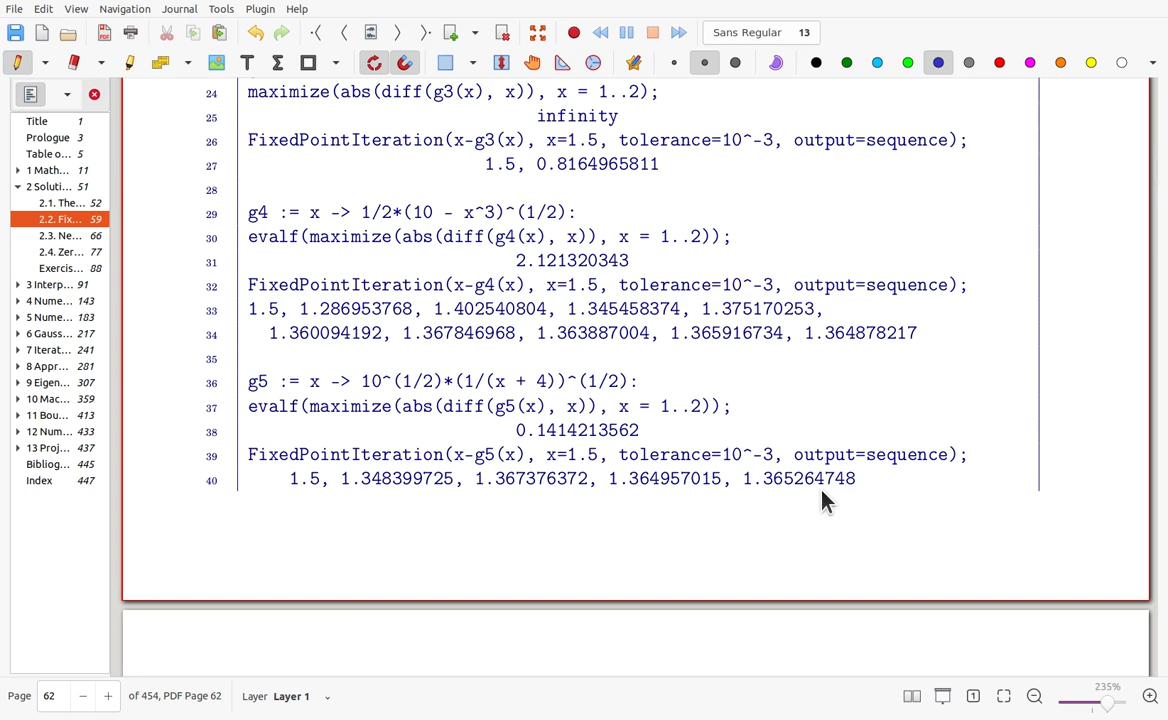 File Edit View Navigation Journal Tools Plugin Help
Sans Regular 13
Title 1
Prologue 3
Table o... 5
1 Math... 11
2 Soluti... 51
2.1. The... 52
2.2. Fix... 59
2.3. Ne... 66
2.4. Zer... 77
Exercis... 88
3 Interp... 91
4 Nume... 143
5 Nume... 183
6 Gauss... 217
7 Iterat... 241
8 Appr... 281
9 Eigen... 307
10 Mac... 359
11 Bou... 413
12 Num... 433
13 Proj... 437
Bibliog... 445
Index 447
24 maximize(abs(diff(g3(x), x)), x = 1..2);
25 infinity
26 FixedPointIteration(x-g3(x), x=1.5, tolerance=10^-3, output=sequence);
27 1.5, 0.8164965811
28
29 g4 := x -> 1/2*(10 - x^3)^(1/2):
30 evalf(maximize(abs(diff(g4(x), x)), x = 1..2));
31 2.121320343
32 FixedPointIteration(x-g4(x), x=1.5, tolerance=10^-3, output=sequence);
33 1.5, 1.286953768, 1.402540804, 1.345458374, 1.375170253,
34 1.360094192, 1.367846968, 1.363887004, 1.365916734, 1.364878217
35
36 g5 := x -> 10^(1/2)*(1/(x + 4))^(1/2):
37 evalf(maximize(abs(diff(g5(x), x)), x = 1..2));
38 0.1414213562
39 FixedPointIteration(x-g5(x), x=1.5, tolerance=10^-3, output=sequence);
40 1.5, 1.348399725, 1.367376372, 1.364957015, 1.365264748
Page 62 of 454, PDF Page 62 Layer Layer 1 235%